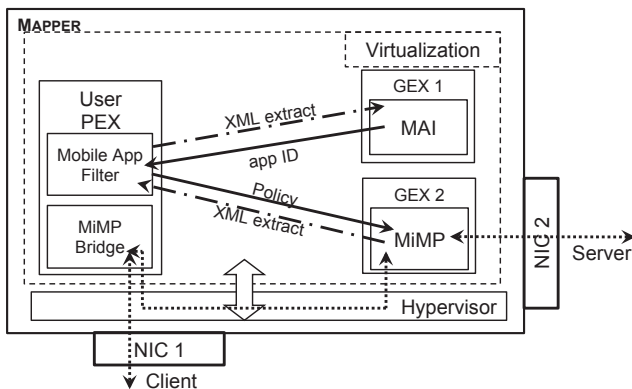 MAPPER
Virtualization
User
PEX
Mobile App
Filter
MiMP
Bridge
XML extract
app ID
Policy
XML extract
GEX 1
MAI
GEX 2
MiMP
NIC 2
Server
Hypervisor
NIC 1
Client